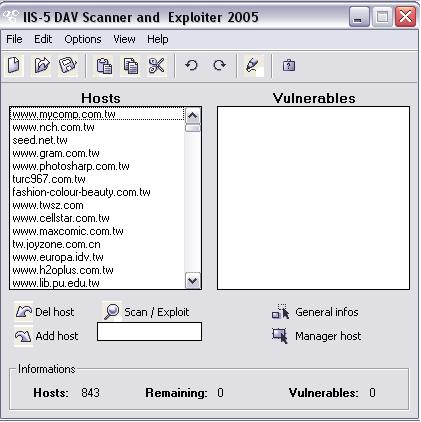 IIS-5 DAV Scanner and Exploiter 2005
File Edit Options View Help
Hosts
www.mycomp.com.tw
www.nch.com.tw
seed.net.tw
www.gram.com.tw
www.photosharp.com.tw
turc967.com.tw
fashion-colour-beauty.com.tw
www.twsz.com
www.cellstar.com.tw
www.maxcomic.com.tw
tw.joyzone.com.cn
www.europa.idv.tw
www.h2oplus.com.tw
www.lib.pu.edu.tw
Vulnerables
Del host
Scan / Exploit
General infos
Add host
Manager host
Informations
Hosts: 843 Remaining: 0 Vulnerables: 0